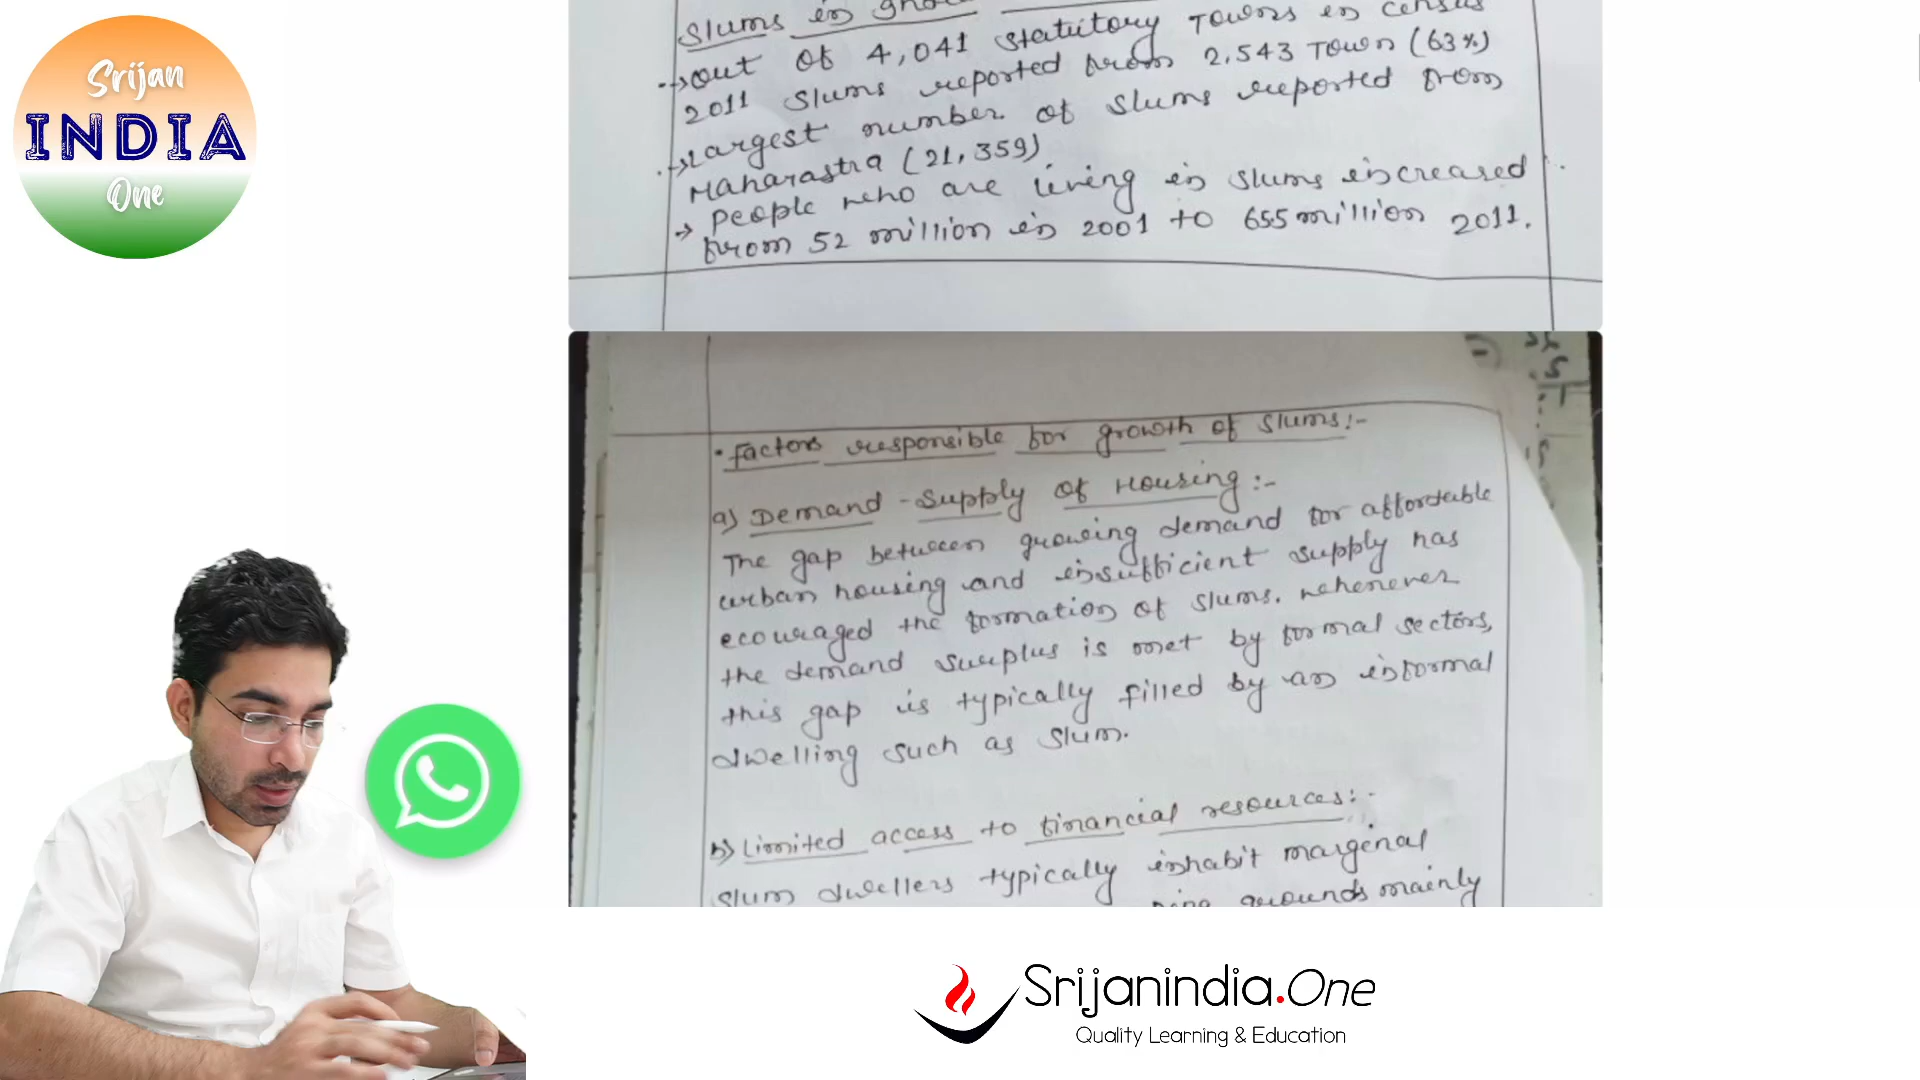 Srijan
INDIA
One
Slums in
→ out of 4,041 statutory Towns in census
2011 slums reported from 2,543 Town (63%)
→ Largest number of slums reported from
Maharastra (21,359)
→ people who are living in slums increased
from 52 million in 2001 to 655 million 2011.
• Factors responsible for growth of slums:-
a) Demand - Supply of Housing :-
The gap between growing demand for affordable
urban housing and insufficient supply has
ecouraged the formation of slums. whenever
the demand surplus is met by formal sectors,
this gap is typically filled by an informal
dwelling such as slum.
b) Limited access to financial resources:-
slum dwellers typically inhabit margenal
grounds mainly
Srijanindia.One
Quality Learning & Education